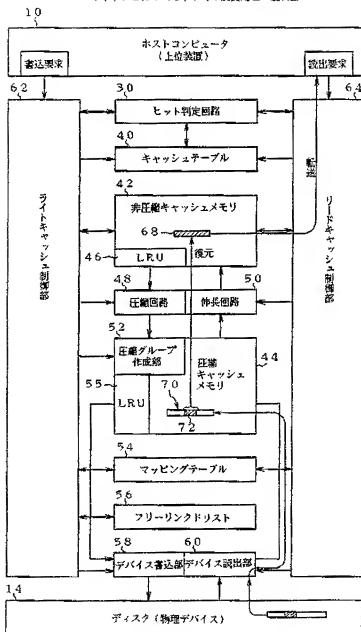 10
ホストコンピュータ
(上位装置)
書込要求
読出要求
62
64
30
ヒット判定回路
40
キャッシュテーブル
転送
42
非圧縮キャッシュメモリ
68
46
LRU
復元
ライトキャッシュ制御部
リードキャッシュ制御部
48
50
圧縮回路
伸長回路
52
圧縮グループ
作成部
圧縮
キャッシュ
メモリ
44
55
LRU
70
72
54
マッピングテーブル
56
フリーリンクドリスト
58
60
デバイス書込部
デバイス読出部
14
ディスク(物理デバイス)